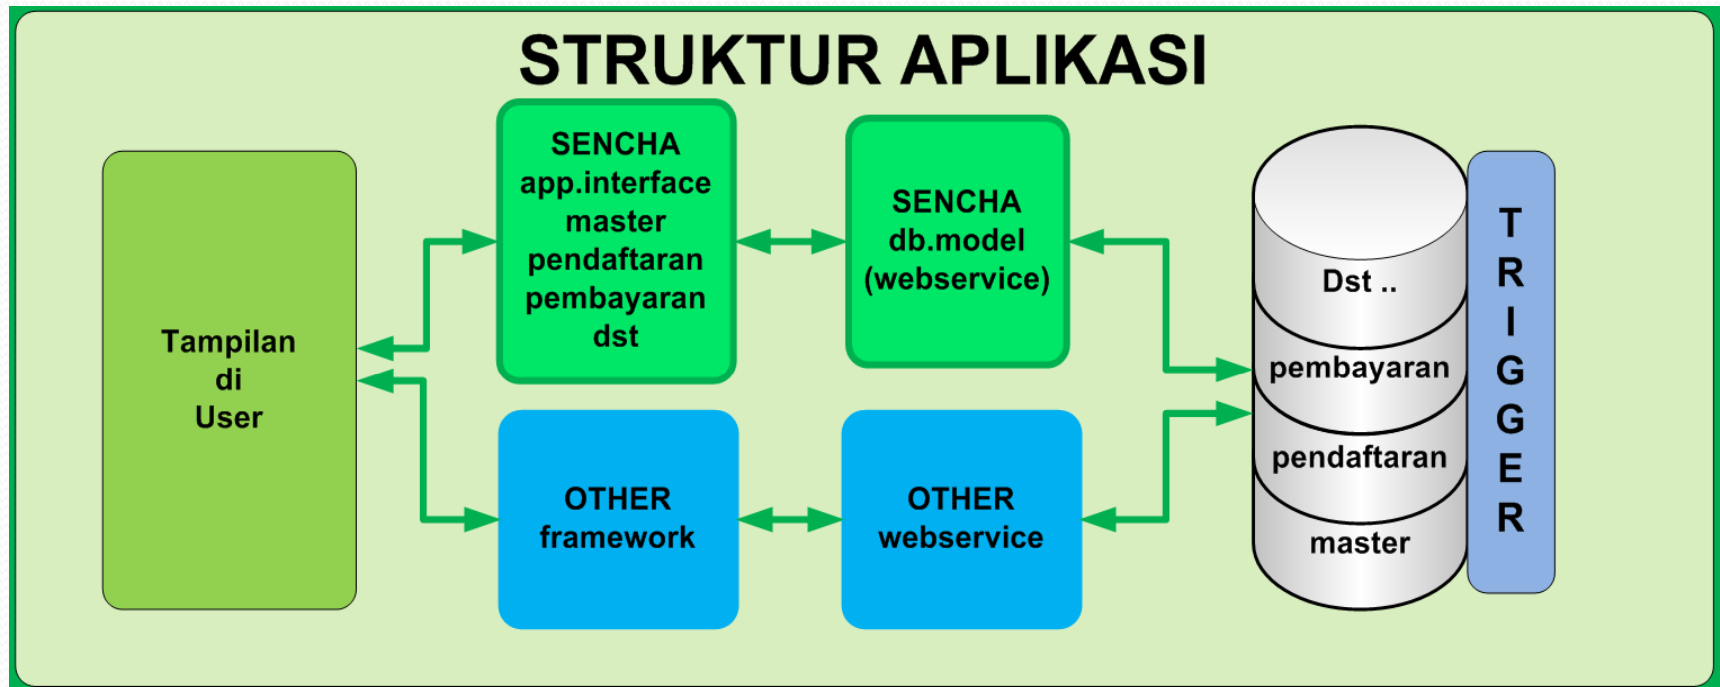 STRUKTUR APLIKASI
Tampilan
di
User
SENCHA
app.interface
master
pendaftaran
pembayaran
dst
SENCHA
db.model
(webservice)
OTHER
framework
OTHER
webservice
Dst ..
pembayaran
pendaftaran
master
T
R
I
G
G
E
R